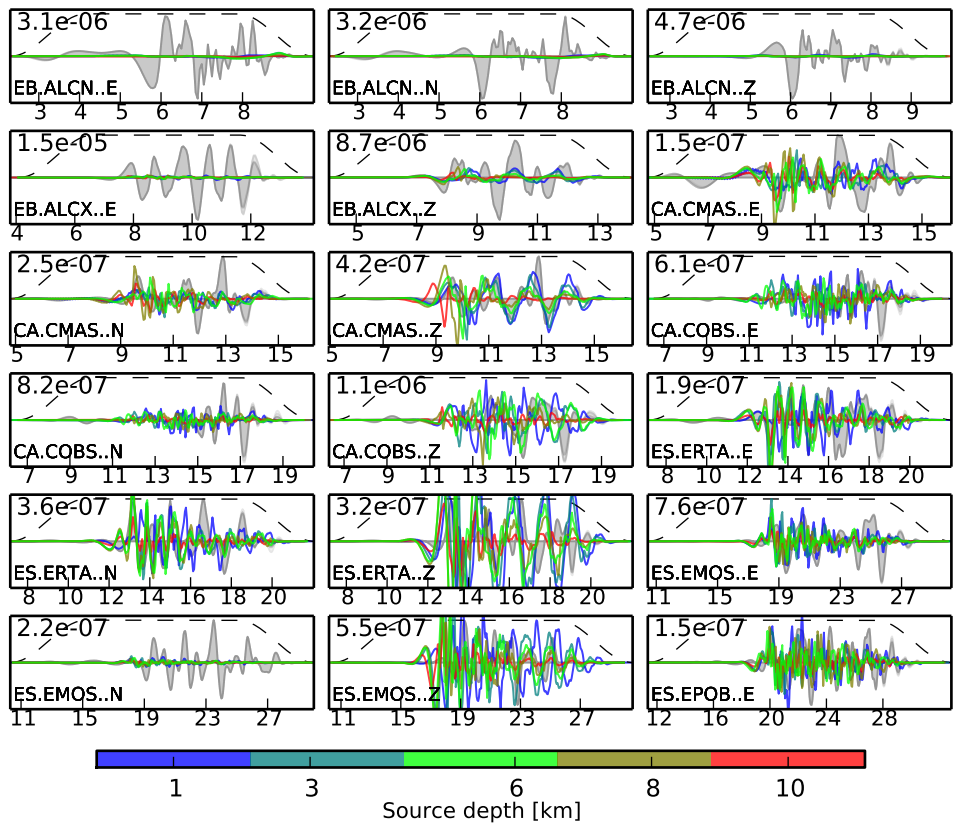 3.1e-06 3.2e-06 4.7e-06
EB.ALCN..E EB.ALCN..N EB.ALCN..Z
3 4 5 6 7 8 3 4 5 6 7 8 3 4 5 6 7 8 9
1.5e-05 8.7e-06 1.5e-07
EB.ALCX..E EB.ALCX..Z CA.CMAS..E
4 6 8 10 12 5 7 9 11 13 5 7 9 11 13 15
2.5e-07 4.2e-07 6.1e-07
CA.CMAS..N CA.CMAS..Z CA.COBS..E
5 7 9 11 13 15 5 7 9 11 13 15 7 9 11 13 15 17 19
8.2e-07 1.1e-06 1.9e-07
CA.COBS..N CA.COBS..Z ES.ERTA..E
7 9 11 13 15 17 19 7 9 11 13 15 17 19 8 10 12 14 16 18 20
3.6e-07 3.2e-07 7.6e-07
ES.ERTA..N ES.ERTA..Z ES.EMOS..E
8 10 12 14 16 18 20 8 10 12 14 16 18 20 11 15 19 23 27
2.2e-07 5.5e-07 1.5e-07
ES.EMOS..N ES.EMOS..Z ES.EPOB..E
11 15 19 23 27 11 15 19 23 27 12 16 20 24 28
1 3 6 8 10
Source depth [km]